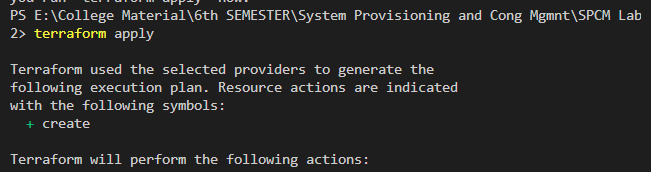 you run "terraform apply" now.
PS E:\College Material\6th SEMESTER\System Provisioning and Cong Mgmnt\SPCM Lab
2> terraform apply
Terraform used the selected providers to generate the
following execution plan. Resource actions are indicated
with the following symbols:
+ create
Terraform will perform the following actions: